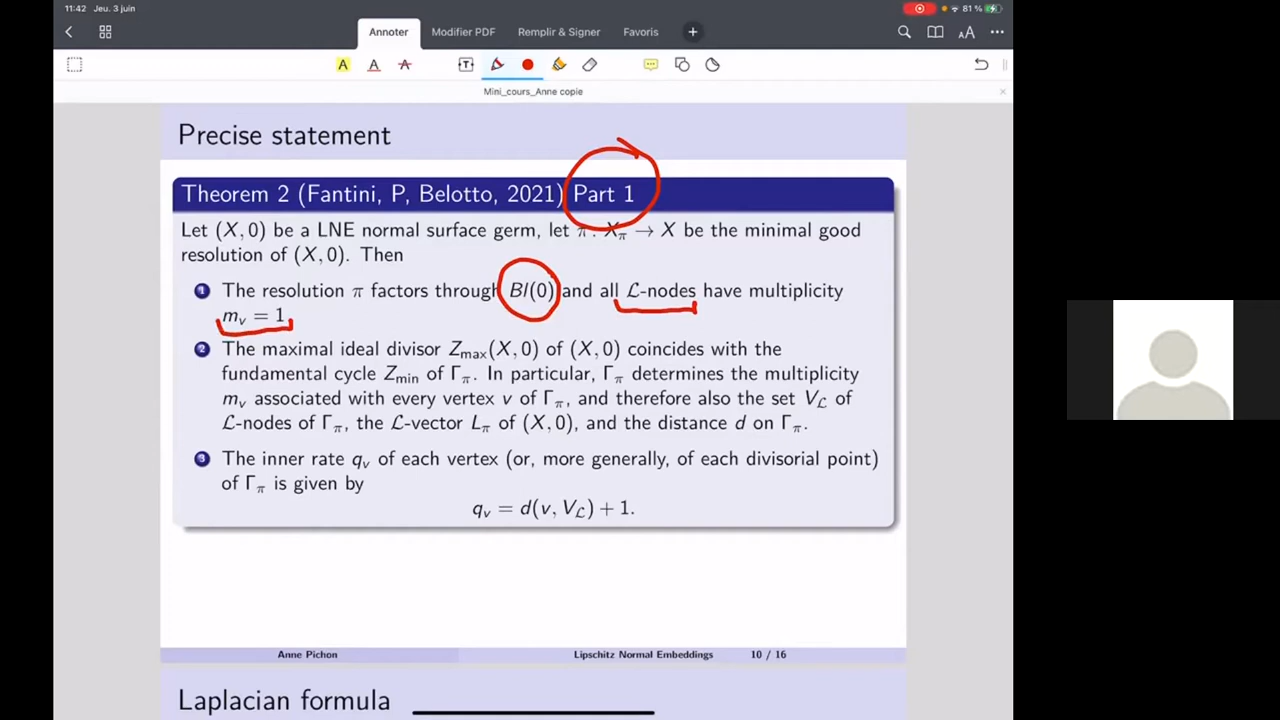 11:42 Jeu. 3 juin
81 %
Annoter Modifier PDF Remplir & Signer Favoris
AA
A A A T
Mini_cours_Anne copie
Precise statement
Theorem 2 (Fantini, P, Belotto, 2021) Part 1
Let (X, 0) be a LNE normal surface germ, let π : X_π → X be the minimal good
resolution of (X, 0). Then
1 The resolution π factors through Bl(0) and all ℒ-nodes have multiplicity
m_v = 1
2 The maximal ideal divisor Z_max(X, 0) of (X, 0) coincides with the
fundamental cycle Z_min of Γ_π. In particular, Γ_π determines the multiplicity
m_v associated with every vertex v of Γ_π, and therefore also the set V_ℒ of
ℒ-nodes of Γ_π, the ℒ-vector L_π of (X, 0), and the distance d on Γ_π.
3 The inner rate q_v of each vertex (or, more generally, of each divisorial point)
of Γ_π is given by
q_v = d(v, V_ℒ) + 1.
Anne Pichon Lipschitz Normal Embeddings 10 / 16
Laplacian formula